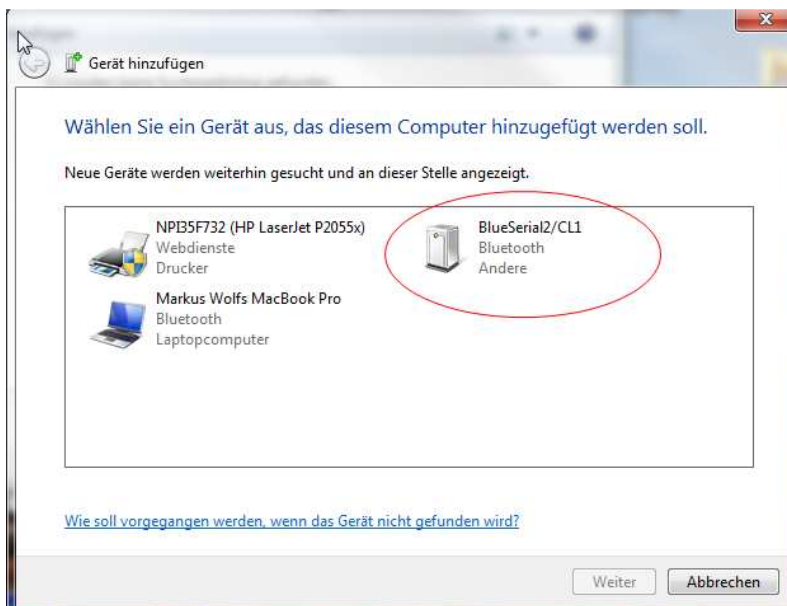 Gerät hinzufügen
Wählen Sie ein Gerät aus, das diesem Computer hinzugefügt werden soll.
Neue Geräte werden weiterhin gesucht und an dieser Stelle angezeigt.
NPI35F732 (HP LaserJet P2055x)
Webdienste
Drucker
BlueSerial2/CL1
Bluetooth
Andere
Markus Wolfs MacBook Pro
Bluetooth
Laptopcomputer
Wie soll vorgegangen werden, wenn das Gerät nicht gefunden wird?
Weiter
Abbrechen